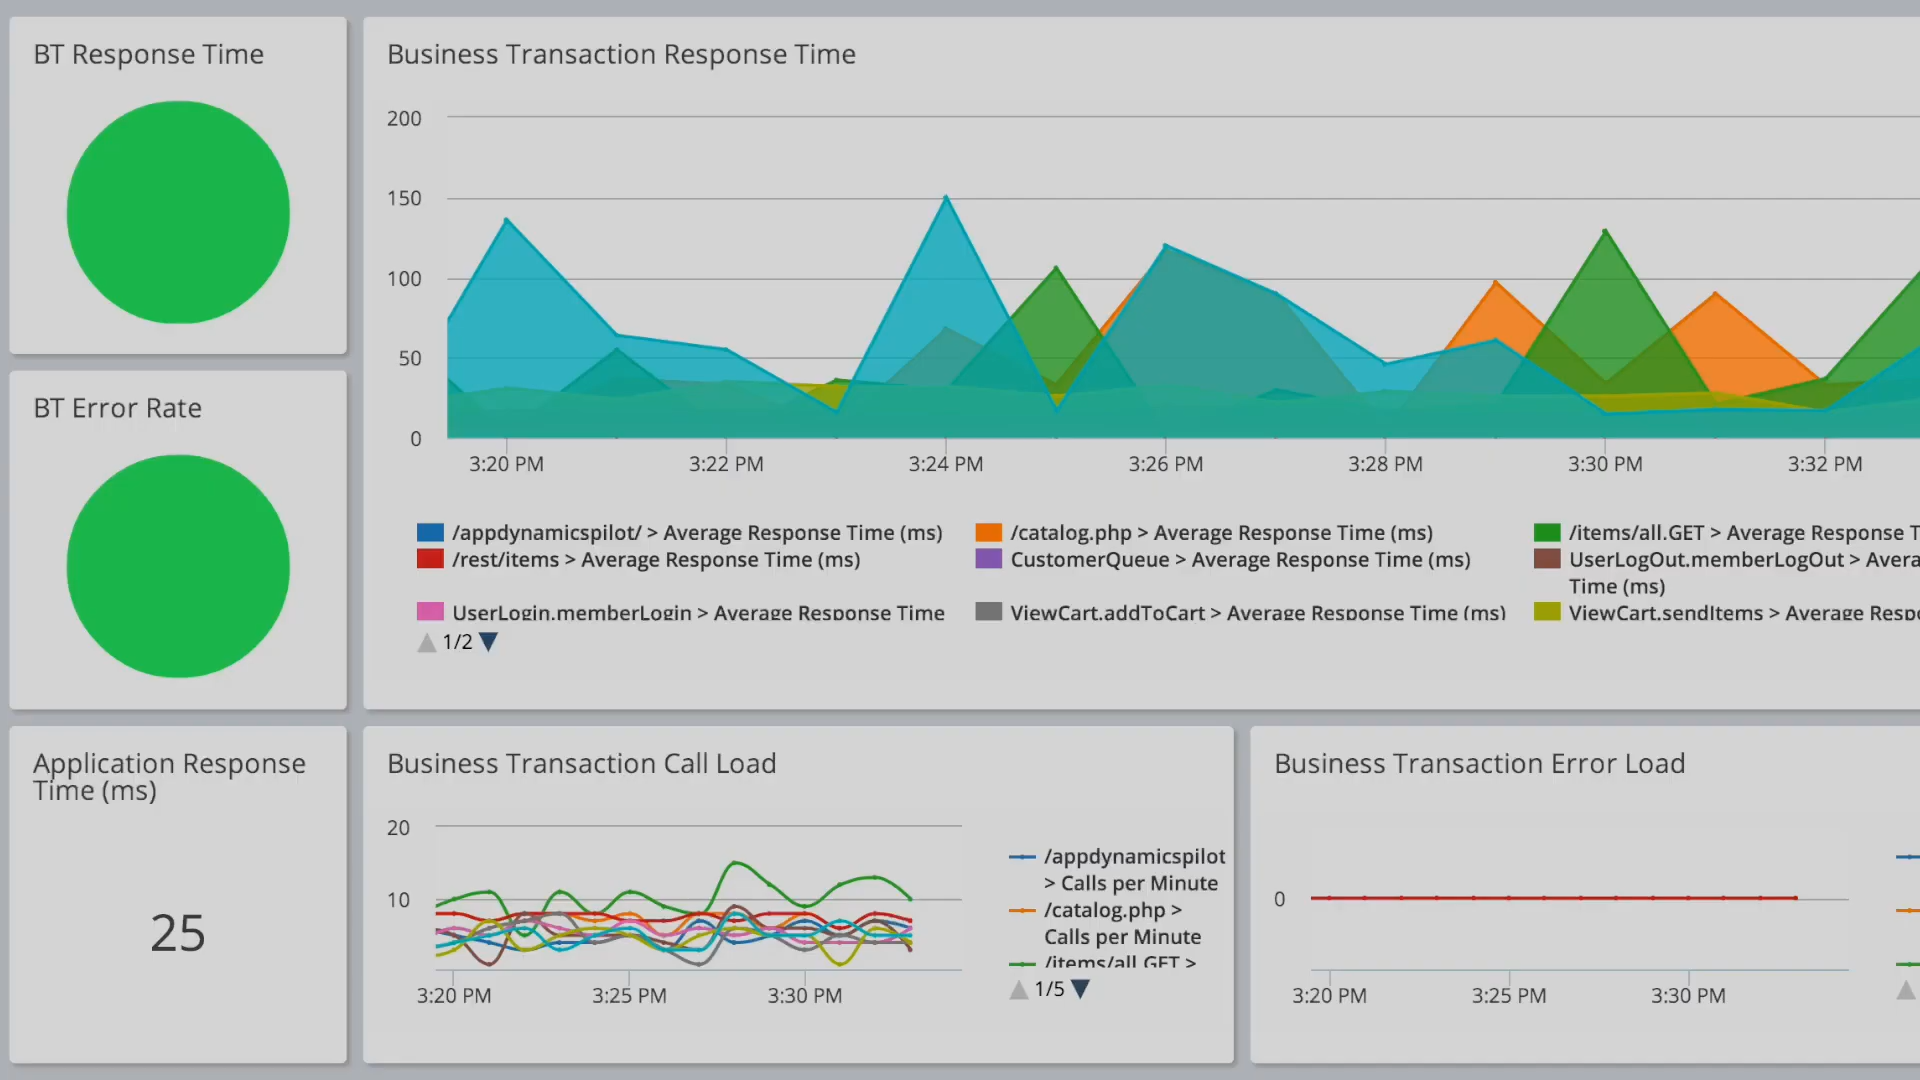 BT Response Time
Business Transaction Response Time
200
150
100
50
0
3:20 PM
3:22 PM
3:24 PM
3:26 PM
3:28 PM
3:30 PM
3:32 PM
/appdynamicspilot/ > Average Response Time (ms)
/catalog.php > Average Response Time (ms)
/items/all.GET > Average Response T
/rest/items > Average Response Time (ms)
CustomerQueue > Average Response Time (ms)
UserLogOut.memberLogOut > Avera
Time (ms)
UserLogin.memberLogin > Average Response Time
ViewCart.addToCart > Average Response Time (ms)
ViewCart.sendItems > Average Respo
1/2
BT Error Rate
Application Response
Time (ms)
25
Business Transaction Call Load
20
10
3:20 PM
3:25 PM
3:30 PM
/appdynamicspilot
> Calls per Minute
/catalog.php >
Calls per Minute
/items/all.GET >
1/5
Business Transaction Error Load
0
3:20 PM
3:25 PM
3:30 PM